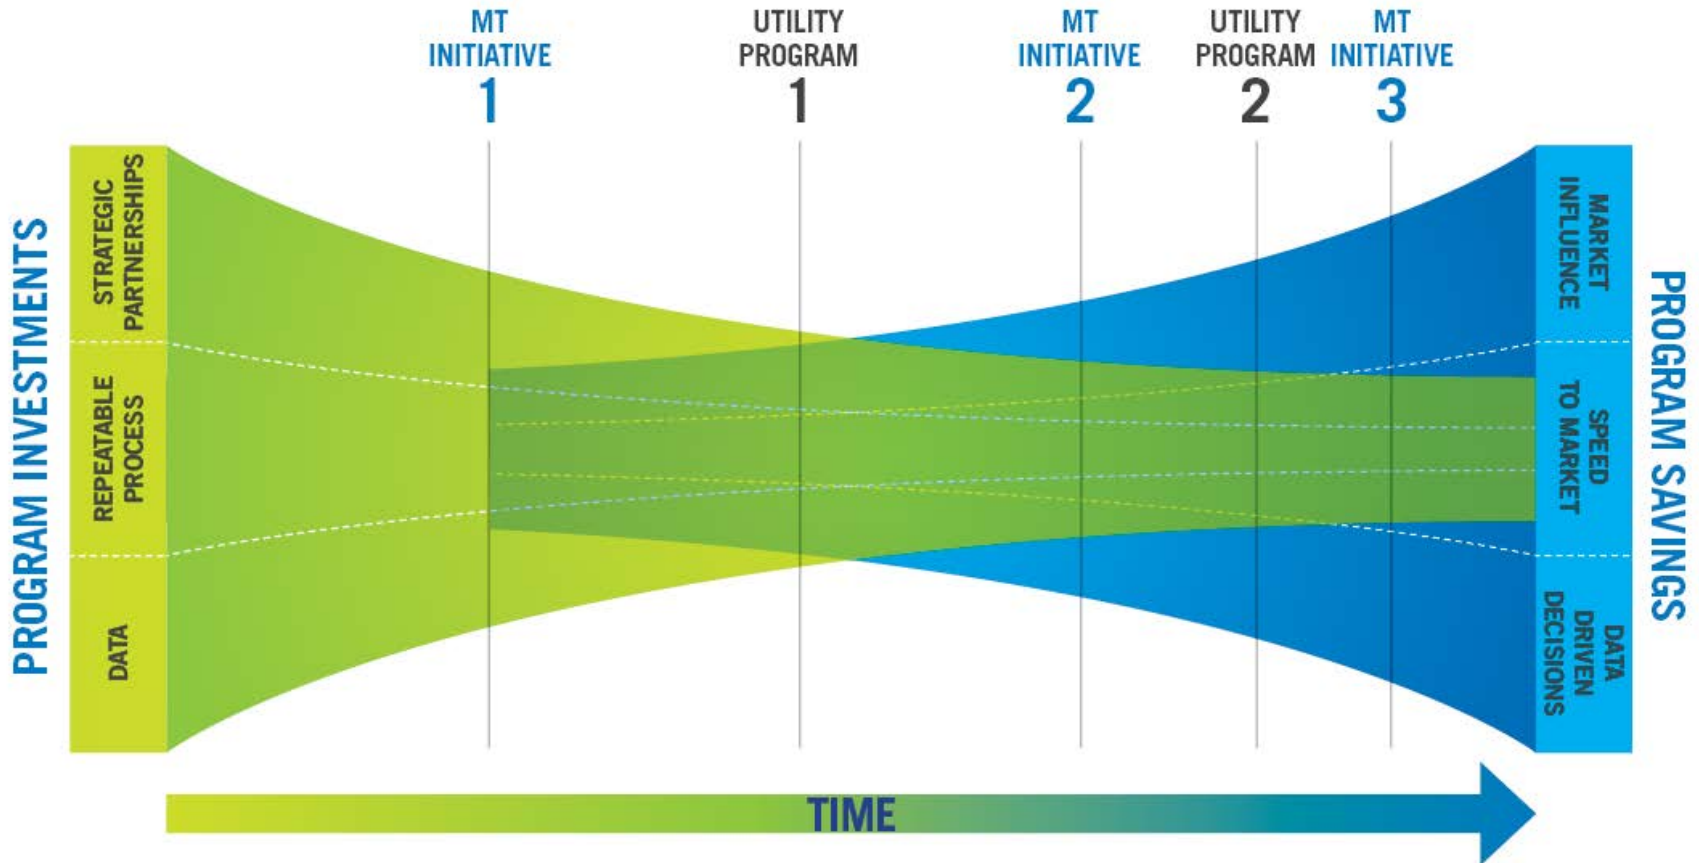 MT
INITIATIVE
1
UTILITY
PROGRAM
1
MT
INITIATIVE
2
UTILITY
PROGRAM
2
MT
INITIATIVE
3
PROGRAM INVESTMENTS
STRATEGIC
PARTNERSHIPS
REPEATABLE
PROCESS
DATA
MARKET
INFLUENCE
SPEED
TO MARKET
DATA
DRIVEN
DECISIONS
PROGRAM SAVINGS
TIME